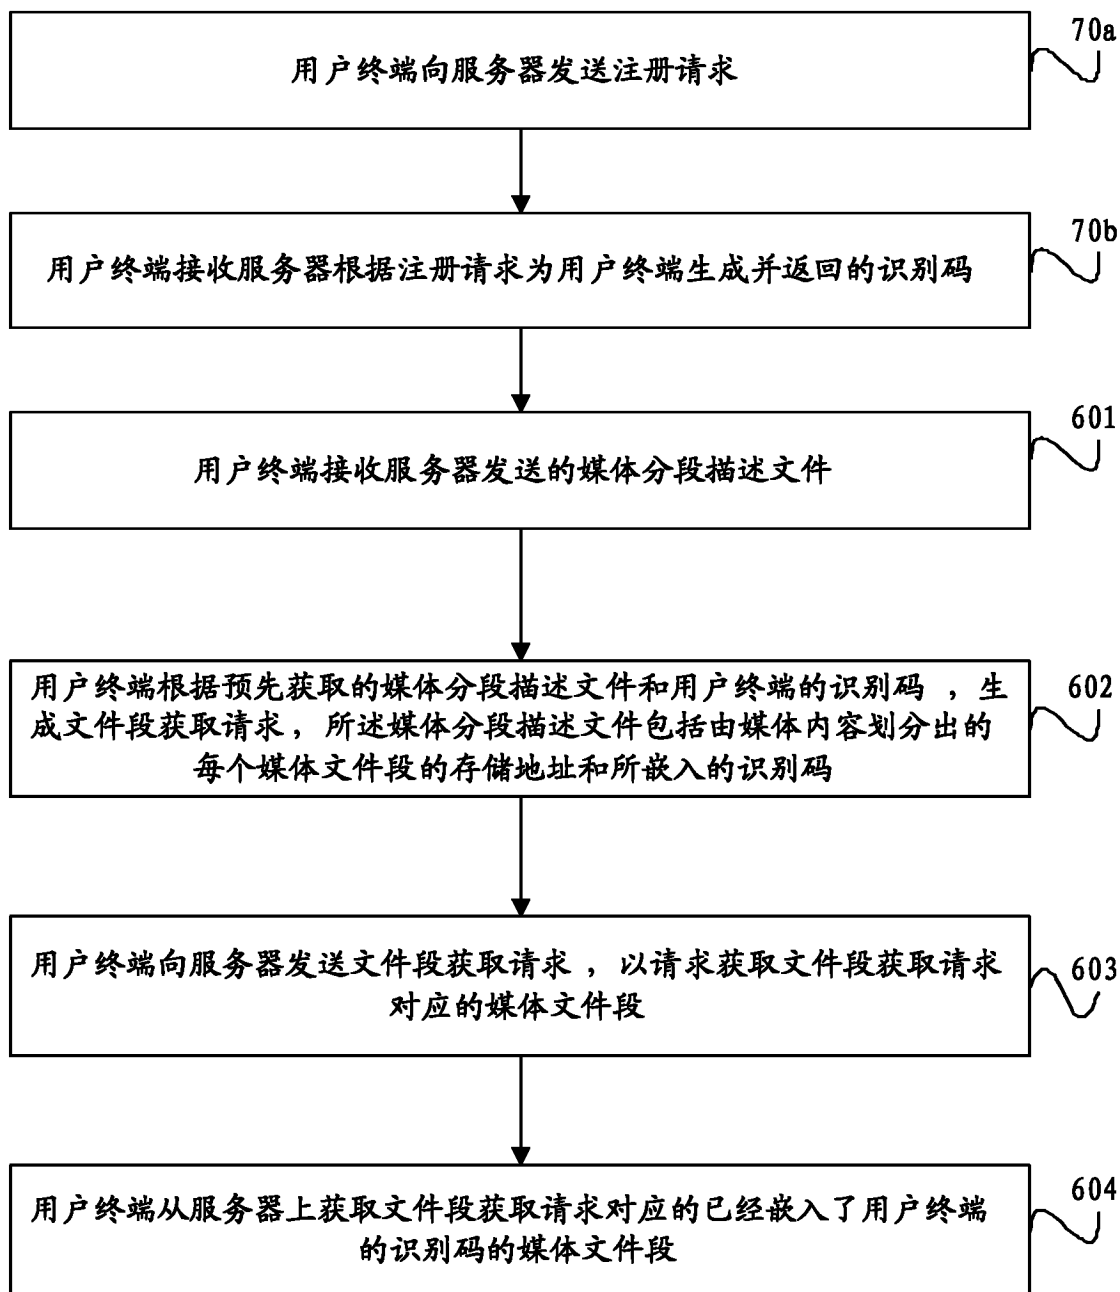 70a
用户终端向服务器发送注册请求
70b
用户终端接收服务器根据注册请求为用户终端生成并返回的识别码
601
用户终端接收服务器发送的媒体分段描述文件
用户终端根据预先获取的媒体分段描述文件和用户终端的识别码 ，生
602
成文件段获取请求，所述媒体分段描述文件包括由媒体内容划分出的
每个媒体文件段的存储地址和所嵌入的识别码
用户终端向服务器发送文件段获取请求 ，以请求获取文件段获取请求
603
对应的媒体文件段
604
用户终端从服务器上获取文件段获取请求对应的已经嵌入了用户终端
的识别码的媒体文件段